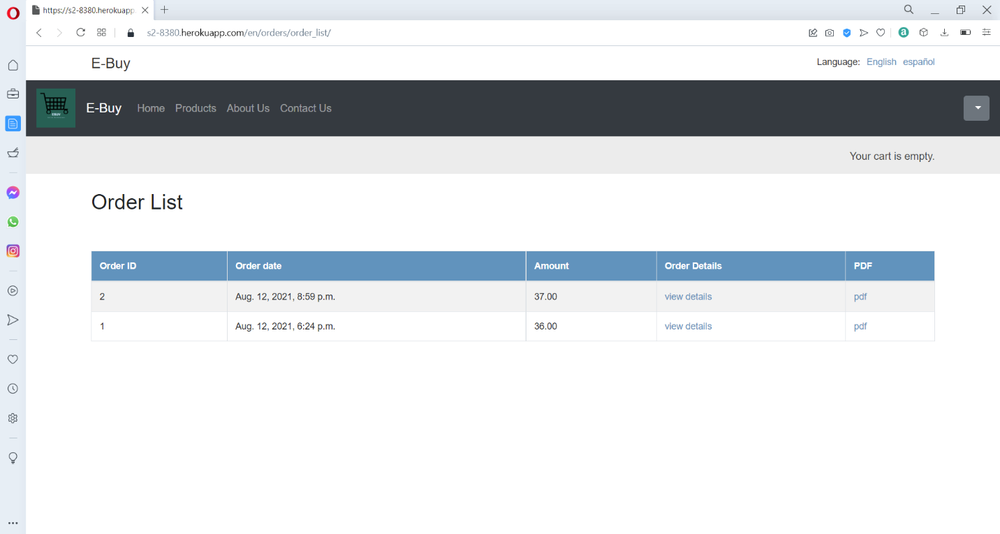 https://s2-8380.herokuapp
s2-8380.herokuapp.com/en/orders/order_list/
E-Buy
Language: English español
EBUY
E-Buy Home Products About Us Contact Us
Your cart is empty.
Order List
Order ID Order date Amount Order Details PDF
2 Aug. 12, 2021, 8:59 p.m. 37.00 view details pdf
1 Aug. 12, 2021, 6:24 p.m. 36.00 view details pdf